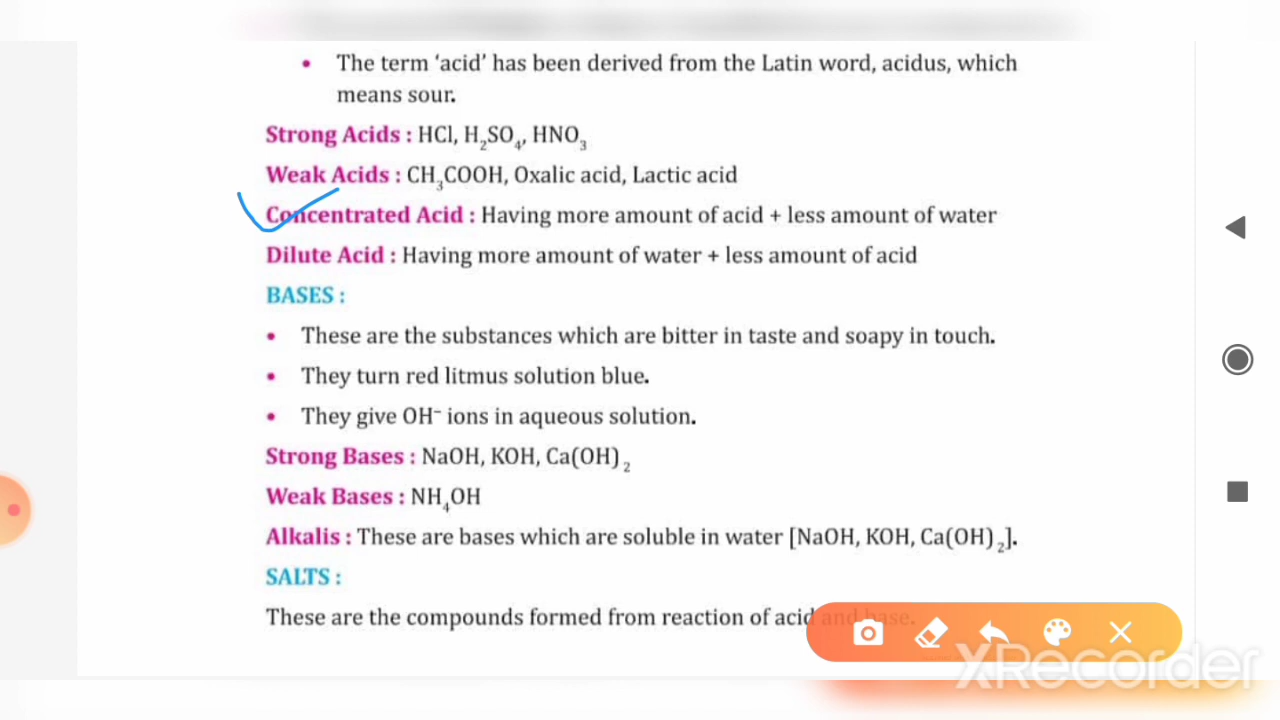 • The term ‘acid’ has been derived from the Latin word, acidus, which
means sour.
Strong Acids : HCl, H₂SO₄, HNO₃
Weak Acids : CH₃COOH, Oxalic acid, Lactic acid
Concentrated Acid : Having more amount of acid + less amount of water
Dilute Acid : Having more amount of water + less amount of acid
BASES :
• These are the substances which are bitter in taste and soapy in touch.
• They turn red litmus solution blue.
• They give OH⁻ ions in aqueous solution.
Strong Bases : NaOH, KOH, Ca(OH)₂
Weak Bases : NH₄OH
Alkalis : These are bases which are soluble in water [NaOH, KOH, Ca(OH)₂].
SALTS :
These are the compounds formed from reaction of acid and base.
XRecorder